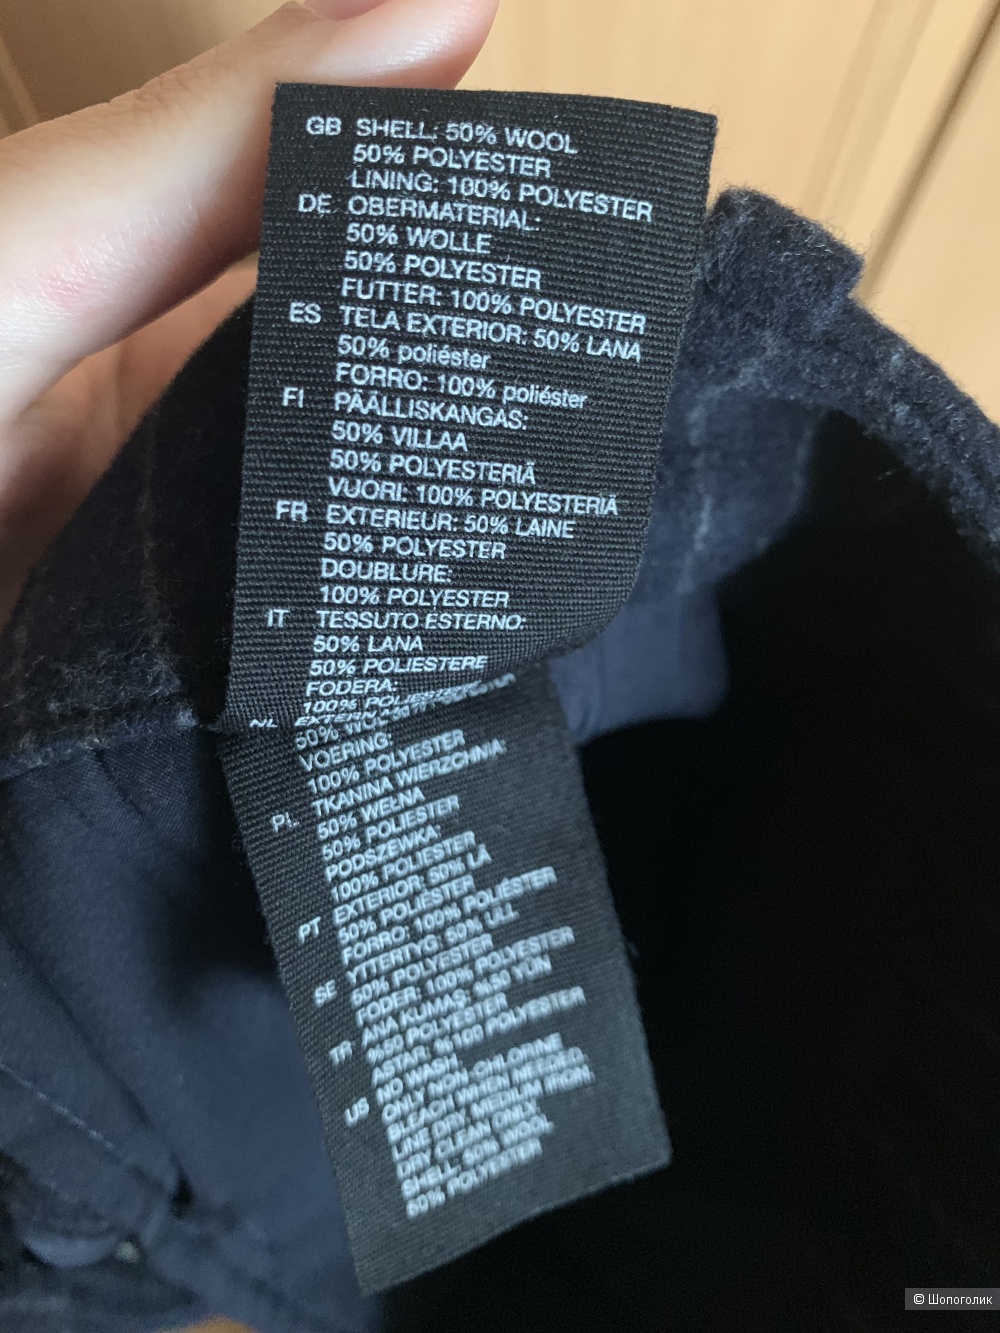 GB SHELL: 50% WOOL
50% POLYESTER
LINING: 100% POLYESTER
DE OBERMATERIAL:
50% WOLLE
50% POLYESTER
FUTTER: 100% POLYESTER
ES TELA EXTERIOR: 50% LANA
50% poliéster
FORRO: 100% poliéster
FI PÄÄLLISKANGAS:
50% VILLAA
50% POLYESTERIÄ
VUORI: 100% POLYESTERIÄ
FR EXTERIEUR: 50% LAINE
50% POLYESTER
DOUBLURE:
100% POLYESTER
IT TESSUTO ESTERNO:
50% LANA
50% POLIESTERE
FODERA:
100% POLIESTERE
NL
50%
VOERING:
100% POLYESTER
PL TKANINA WIERZCHNIA:
50% WEŁNA
50% POLIESTER
PODSZEWKA:
100% POLIESTER
PT EXTERIOR: 50% LÃ
50% POLIÉSTER
FORRO: 100% POLIÉSTER
SE YTTERTYG: 50% ULL
50% POLYESTER
FODER: 100% POLYESTER
TR ANA KUMAS: %50 YÜN
%50 POLYESTER
ASTAR: %100 POLYESTER
US NO WASH.
ONLY NON-CHLORINE
BLEACH WHEN NEEDED.
LINE DRY. MEDIUM IRON.
DRY CLEAN ONLY.
SHELL: 50% WOOL
50% POLYESTER
© Шопоголик